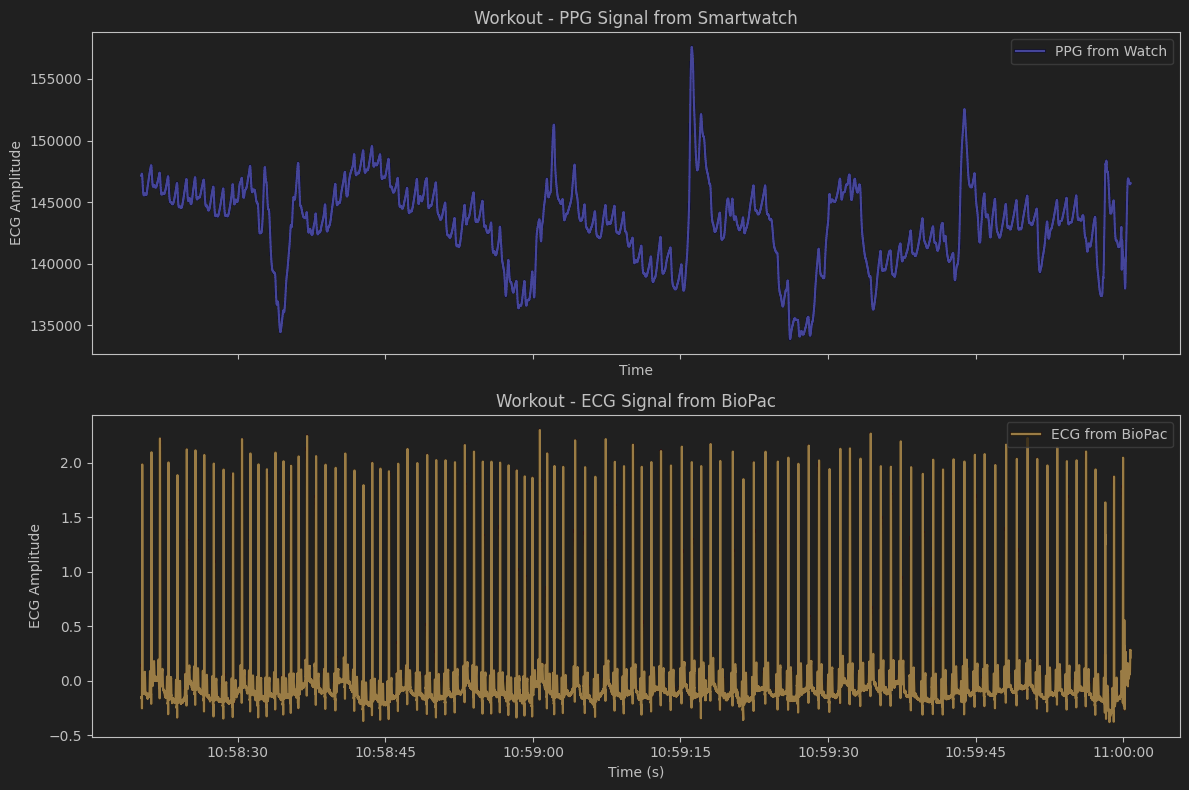 Workout - PPG Signal from Smartwatch
PPG from Watch
ECG Amplitude
155000
150000
145000
140000
135000
Time
Workout - ECG Signal from BioPac
ECG from BioPac
ECG Amplitude
2.0
1.5
1.0
0.5
0.0
−0.5
10:58:30 10:58:45 10:59:00 10:59:15 10:59:30 10:59:45 11:00:00
Time (s)